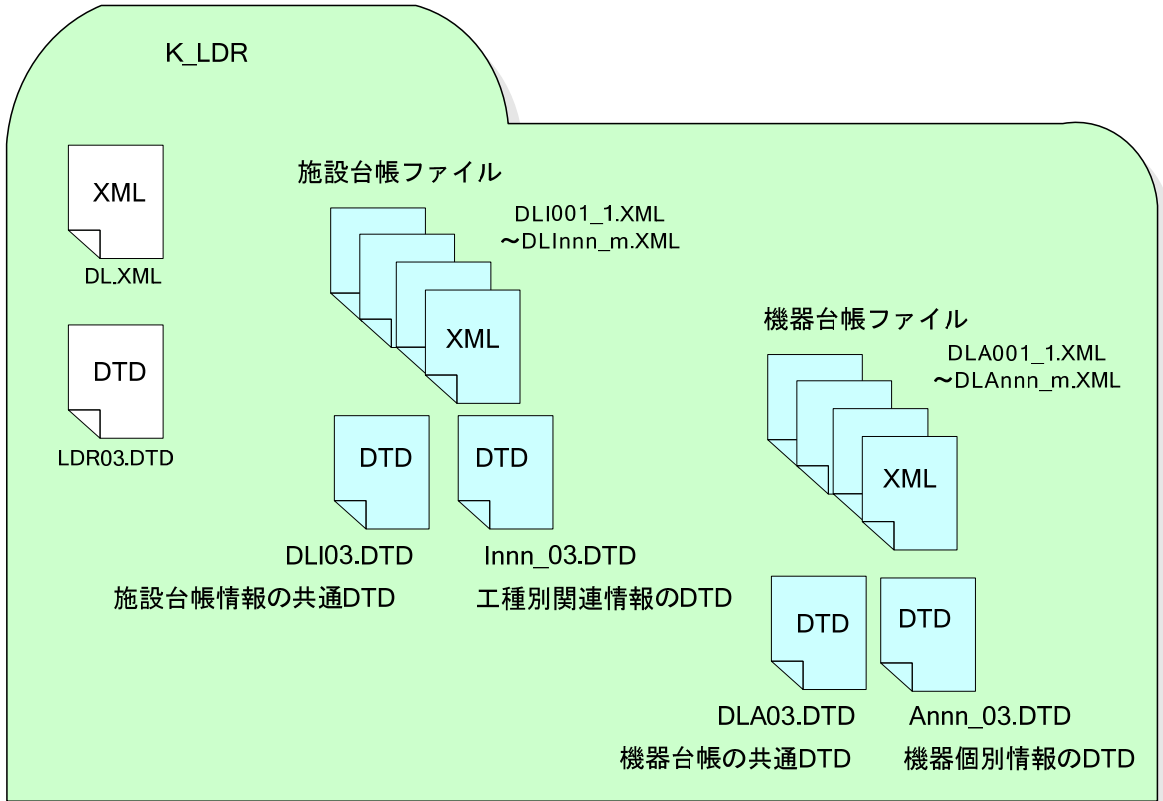 K_LDR
XML
DL.XML
DTD
LDR03.DTD
施設台帳ファイル
DLI001_1.XML
～DLInnn_m.XML
XML
DTD
DTD
DLI03.DTD
Innn_03.DTD
施設台帳情報の共通DTD
工種別関連情報のDTD
機器台帳ファイル
DLA001_1.XML
～DLAnnn_m.XML
XML
DTD
DTD
DLA03.DTD
Annn_03.DTD
機器台帳の共通DTD
機器個別情報のDTD